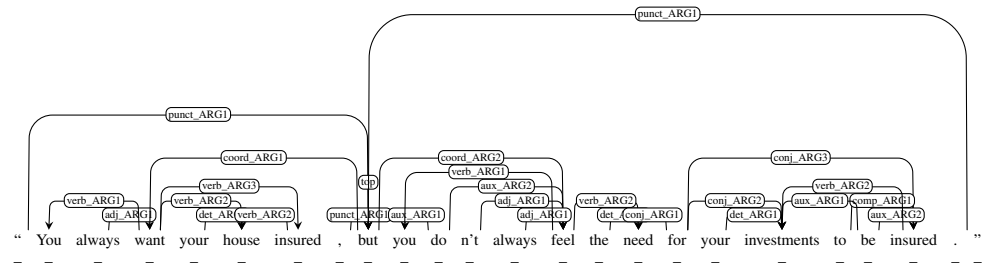 punct_ARG1
punct_ARG1
coord_ARG1 coord_ARG2 conj_ARG3
verb_ARG1
top
verb_ARG3 aux_ARG2 verb_ARG2
verb_ARG1 verb_ARG2 adj_ARG1 verb_ARG2 conj_ARG2 aux_ARG1 comp_ARG1
adj_ARG1 det_AR verb_ARG2 punct_ARG1 aux_ARG1 adj_ARG1 det_ conj_ARG1 det_ARG1 aux_ARG2
“ You always want your house insured , but you do n't always feel the need for your investments to be insured . ”
_ _ _ _ _ _ _ _ _ _ _ _ _ _ _ _ _ _ _ _ _ _ _ _